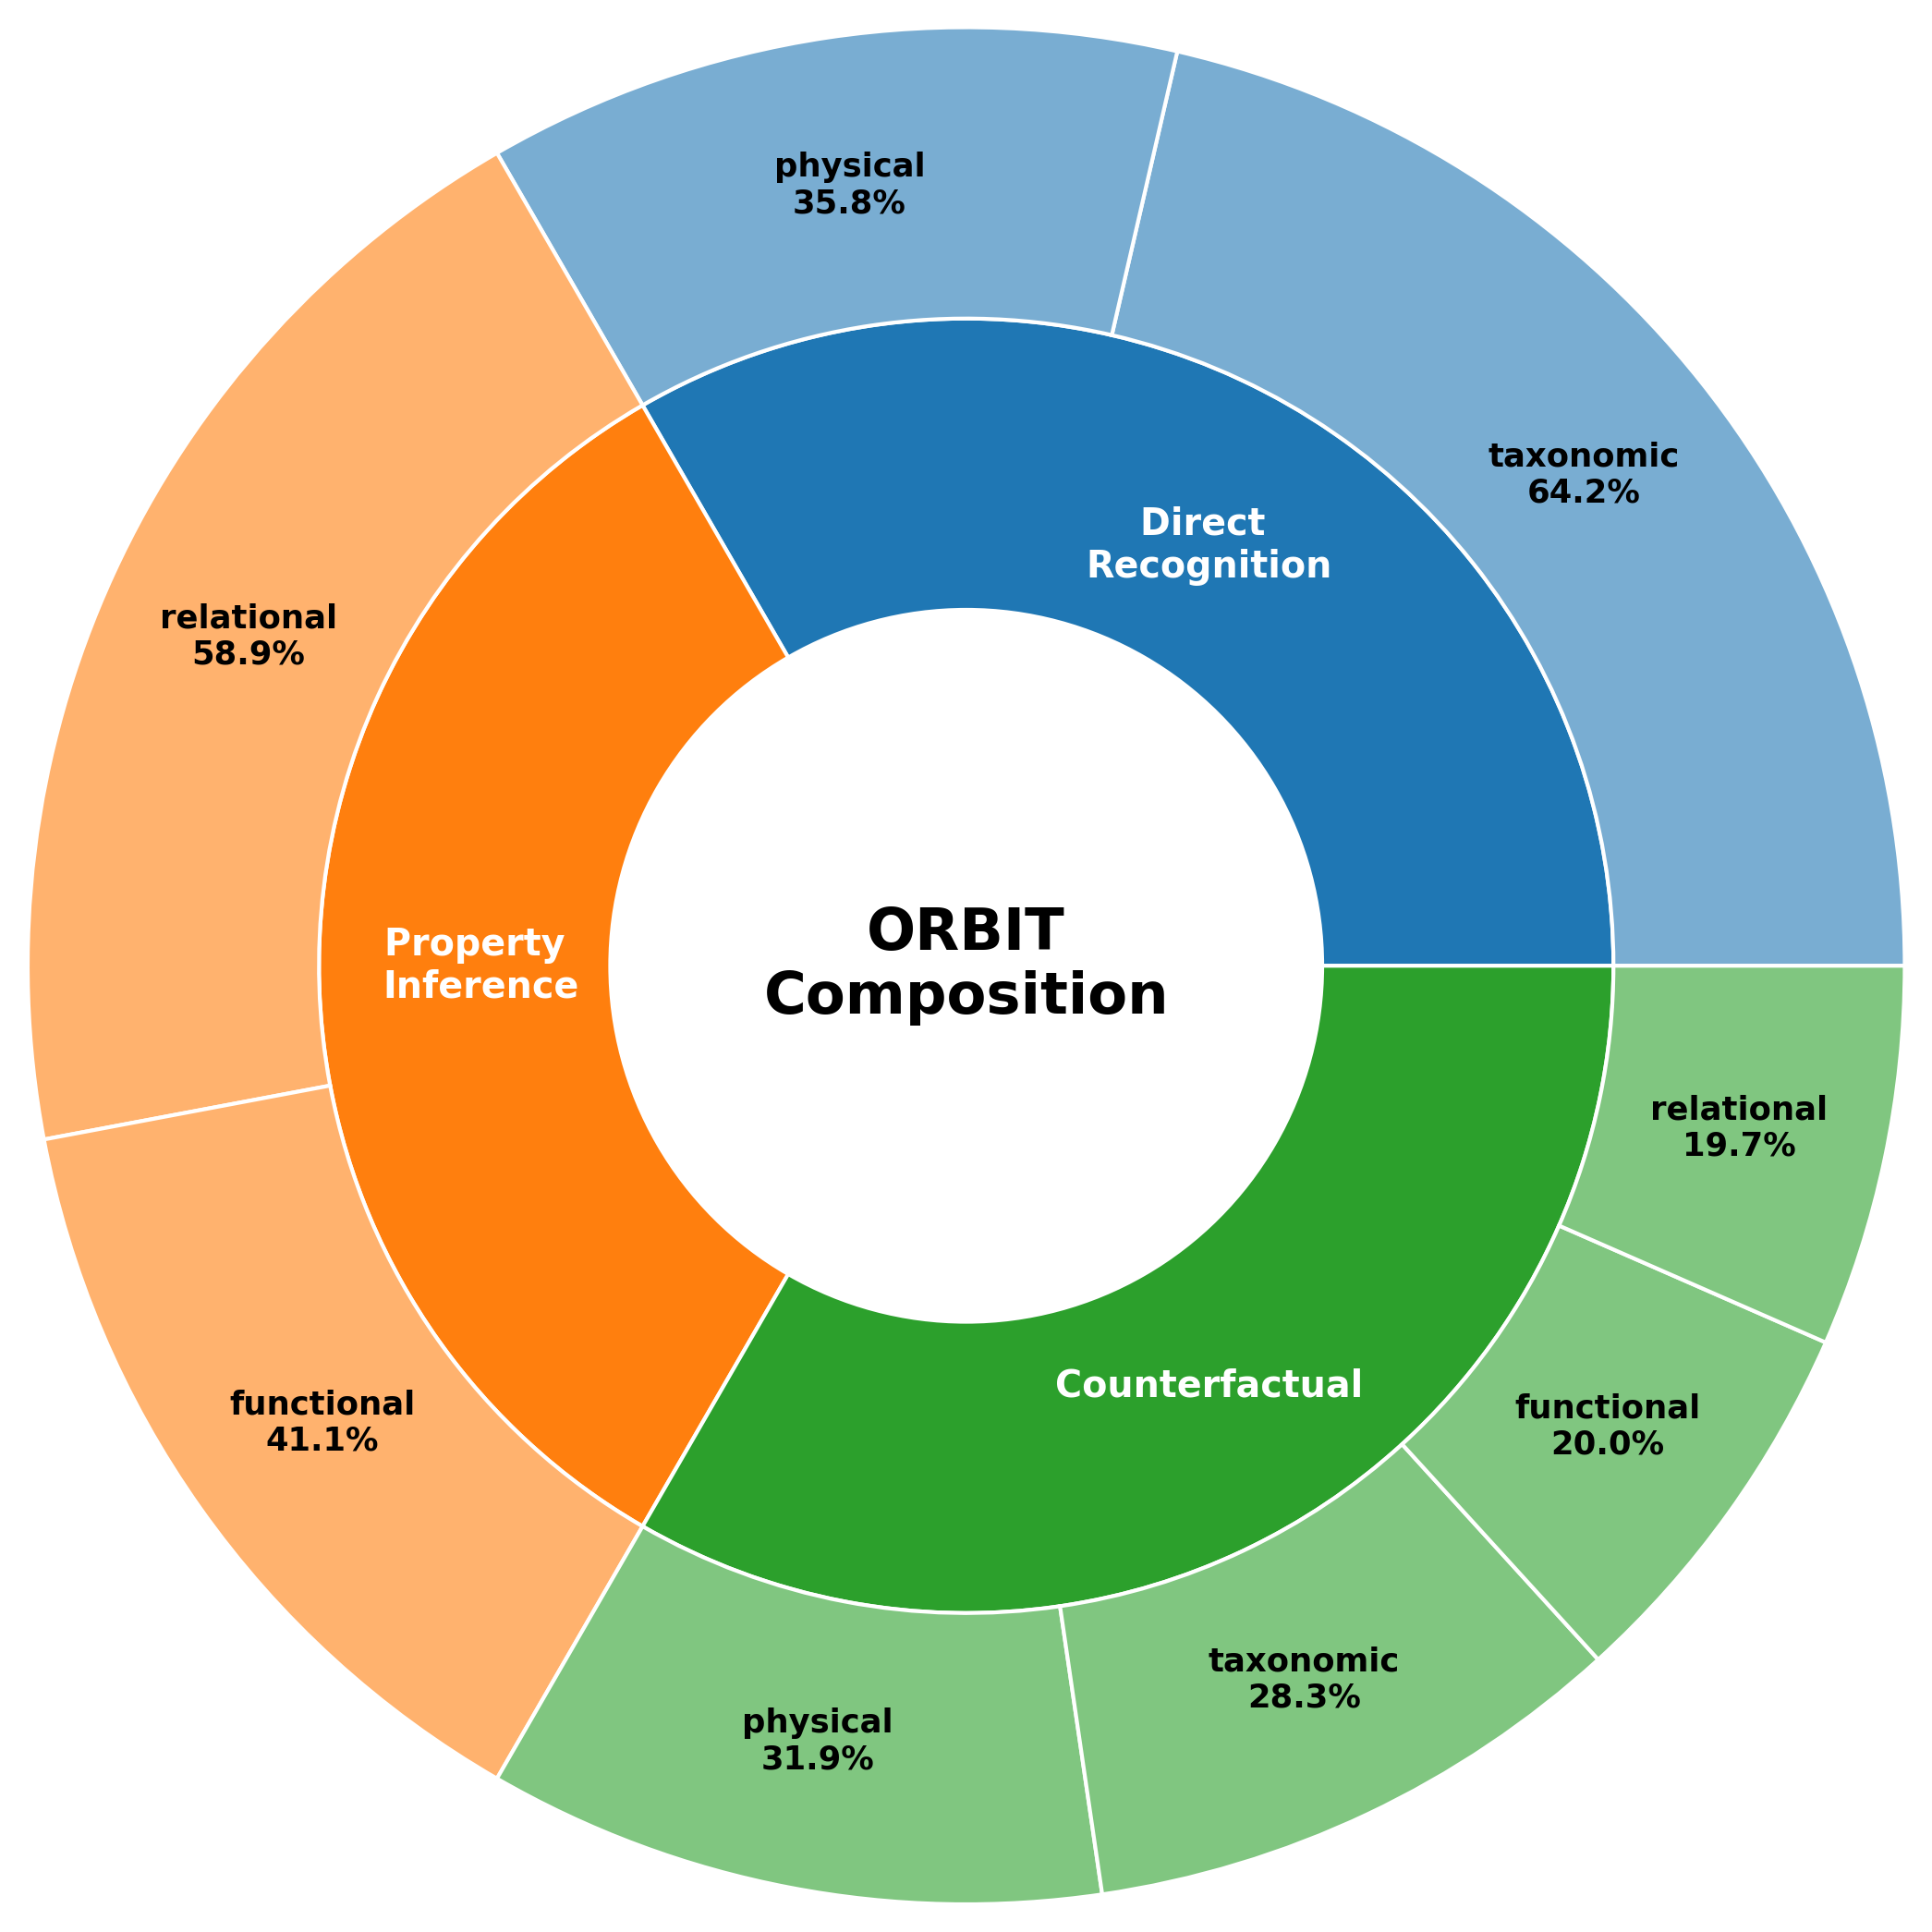 physical
35.8%
taxonomic
64.2%
Direct
Recognition
relational
58.9%
Property
Inference
ORBIT
Composition
relational
19.7%
functional
41.1%
Counterfactual
functional
20.0%
physical
31.9%
taxonomic
28.3%